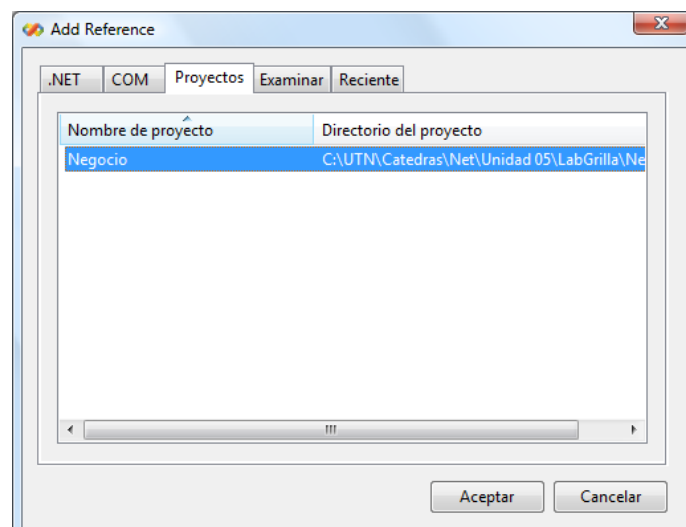 Add Reference
.NET COM Proyectos Examinar Reciente
Nombre de proyecto Directorio del proyecto
Negocio C:\UTN\Catedras\Net\Unidad 05\LabGrilla\Ne
Aceptar Cancelar